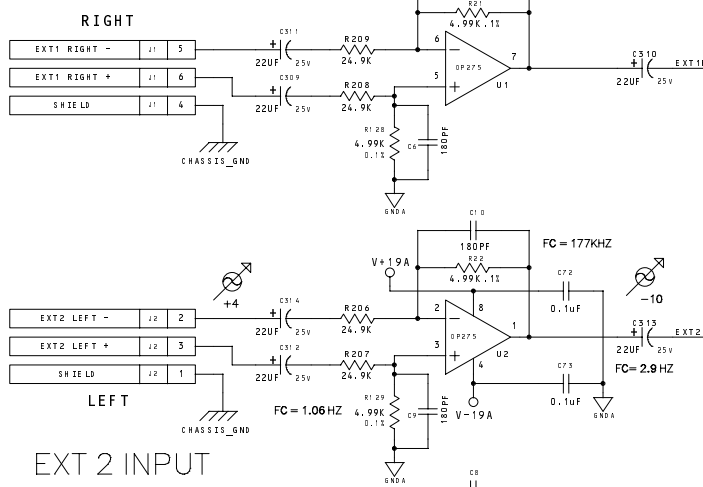 RIGHT
R21
4.99K .1%
EXT1 RIGHT - J1 5
EXT1 RIGHT + J1 6
SHIELD J1 4
CHASSIS_GND
C311
+
22UF 25V
R209
24.9K
C309
+
22UF 25V
R208
24.9K
6
5
7
OP275
U1
R128
4.99K
0.1%
C6
180PF
GNDA
C310
+
22UF 25V
EXT1
C10
180PF
FC = 177KHZ
V+19A
R22
4.99K .1%
C72
0.1uF
+4
-10
EXT2 LEFT - J2 2
EXT2 LEFT + J2 3
SHIELD J2 1
LEFT
CHASSIS_GND
C314
+
22UF 25V
R206
24.9K
C312
+
22UF 25V
R207
24.9K
FC = 1.06 HZ
2
3
8
1
4
OP275
U2
R129
4.99K
0.1%
C9
180PF
V-19A
C73
0.1uF
GNDA
C313
+
22UF 25V
EXT2
FC= 2.9 HZ
GNDA
EXT 2 INPUT
C8